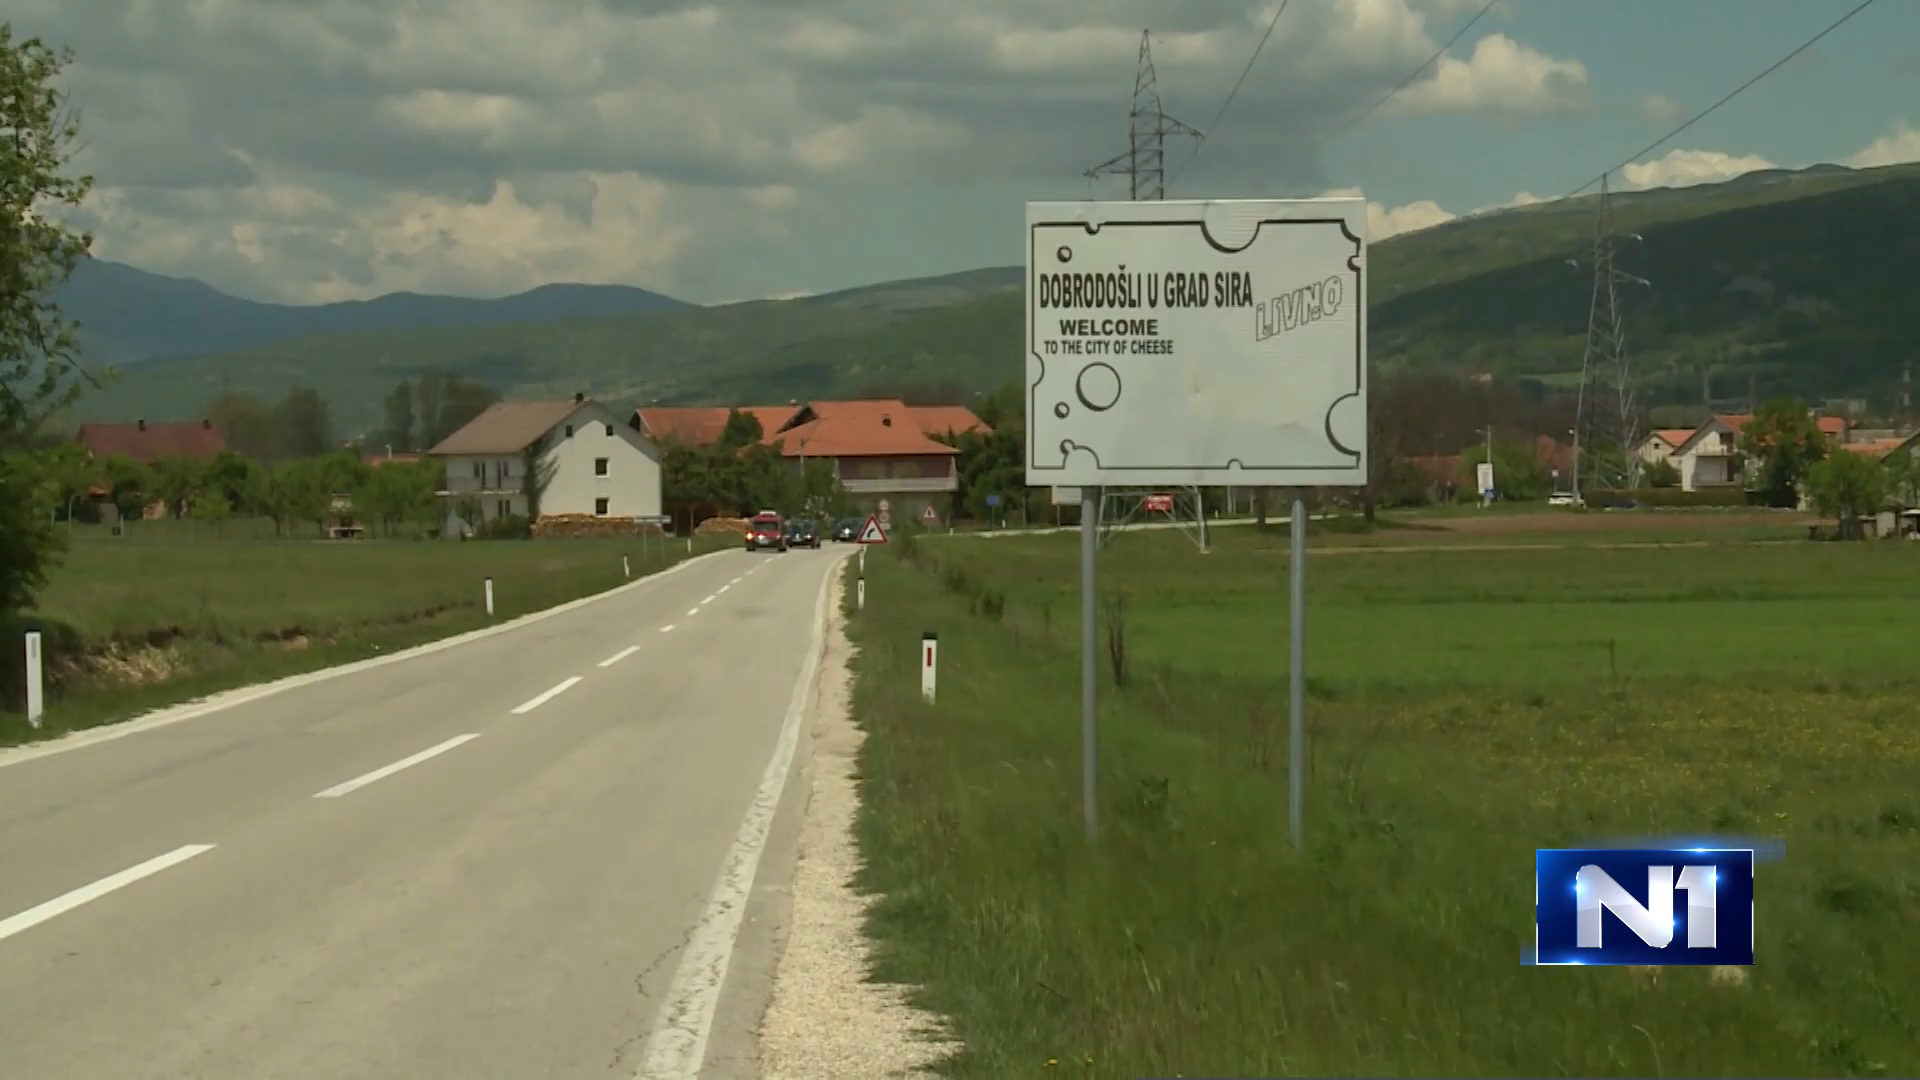 DOBRODOŠLI U GRAD SIRA
LIVNO
WELCOME
TO THE CITY OF CHEESE
N1